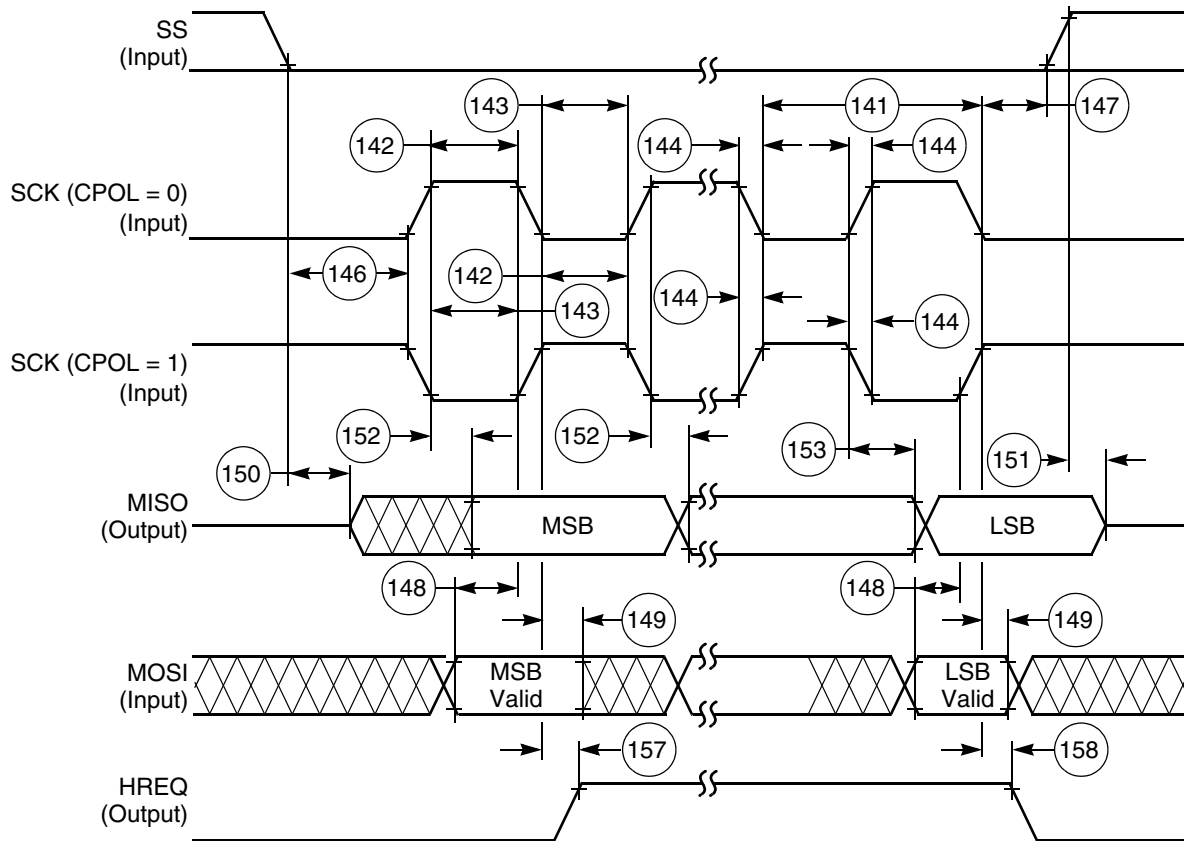 SS
(Input)
143
141
147
142
144
144
SCK (CPOL = 0)
(Input)
146
142
144
143
144
SCK (CPOL = 1)
(Input)
152
152
153
150
151
MISO
(Output)
MSB
LSB
148
148
149
149
MOSI
(Input)
MSB
Valid
LSB
Valid
157
158
HREQ
(Output)